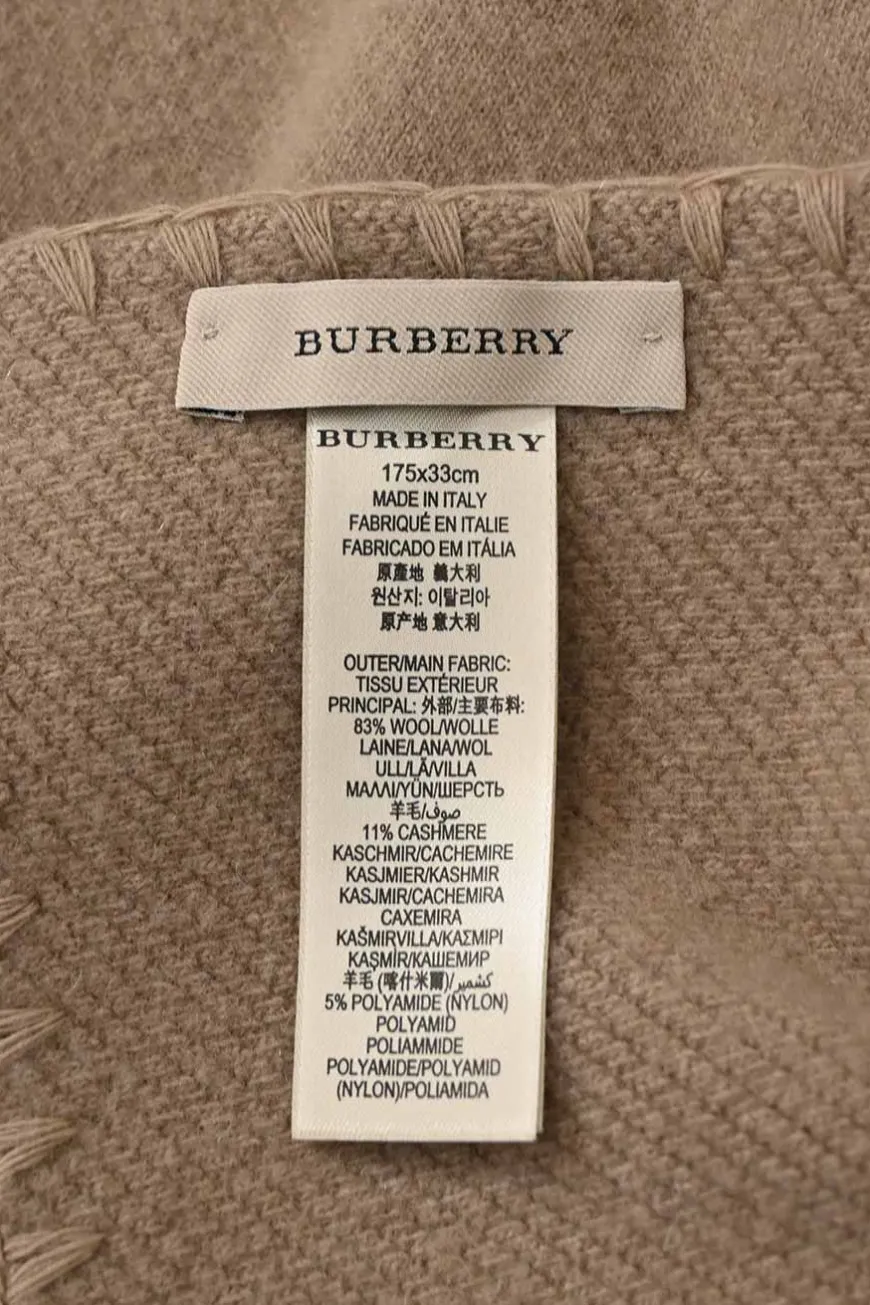 BURBERRY
BURBERRY
175x33cm
MADE IN ITALY
FABRIQUÉ EN ITALIE
FABRICADO EM ITÁLIA
原產地 義大利
원산지: 이탈리아
原产地 意大利
OUTER/MAIN FABRIC:
TISSU EXTÉRIEUR
PRINCIPAL: 外部/主要布料:
83% WOOL/WOLLE
LAINE/LANA/WOL
ULL/LÃ/VILLA
ΜΑΛΛΙ/YÜN/ШЕРСТЬ
羊毛/صوف
11% CASHMERE
KASCHMIR/CACHEMIRE
KASJMIER/KASHMIR
KASJMIR/CACHEMIRA
CAXEMIRA
KAŠMIRVILLA/ΚΑΣΜΙΡΙ
KAŞMİR/КАШЕМИР
羊毛 (喀什米爾)/كشمير
5% POLYAMIDE (NYLON)
POLYAMID
POLIAMMIDE
POLYAMIDE/POLYAMID
(NYLON)/POLIAMIDA